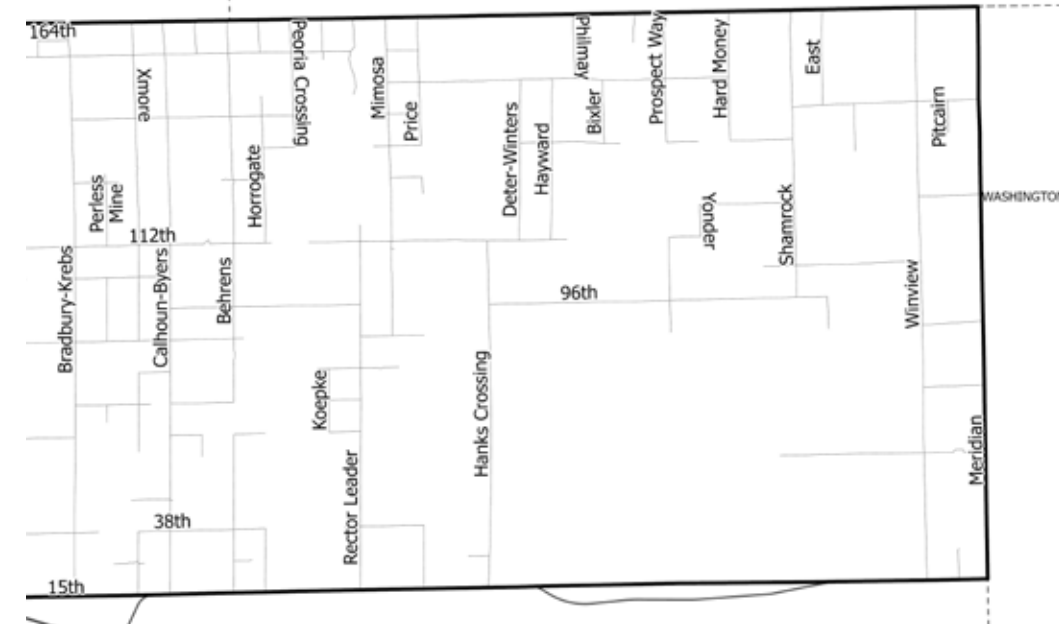 164th
Peoria Crossing
Philmay
Prospect Way
Hard Money
East
Xmore
Mimosa
Price
Bixler
Pitcairn
Deter-Winters
Hayward
Horrogate
Perless
Mine
Yonder
Shamrock
WASHINGTON
112th
Bradbury-Krebs
Calhoun-Byers
Behrens
96th
Winview
Koepke
Hanks Crossing
Meridian
Rector Leader
38th
15th